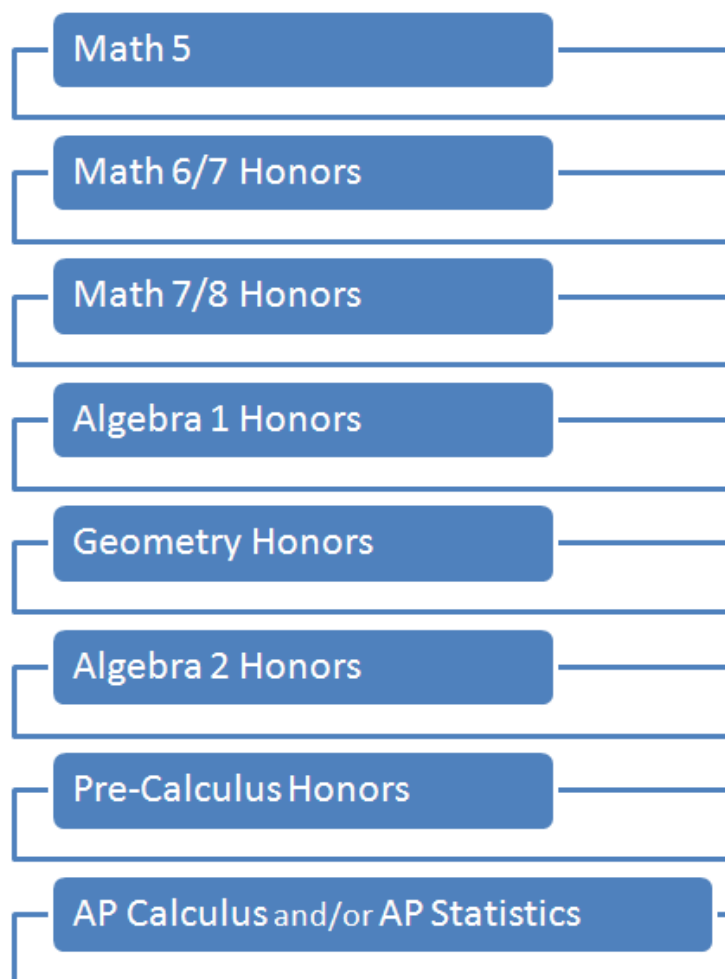 Math 5
Math 6/7 Honors
Math 7/8 Honors
Algebra 1 Honors
Geometry Honors
Algebra 2 Honors
Pre-Calculus Honors
AP Calculus and/or AP Statistics